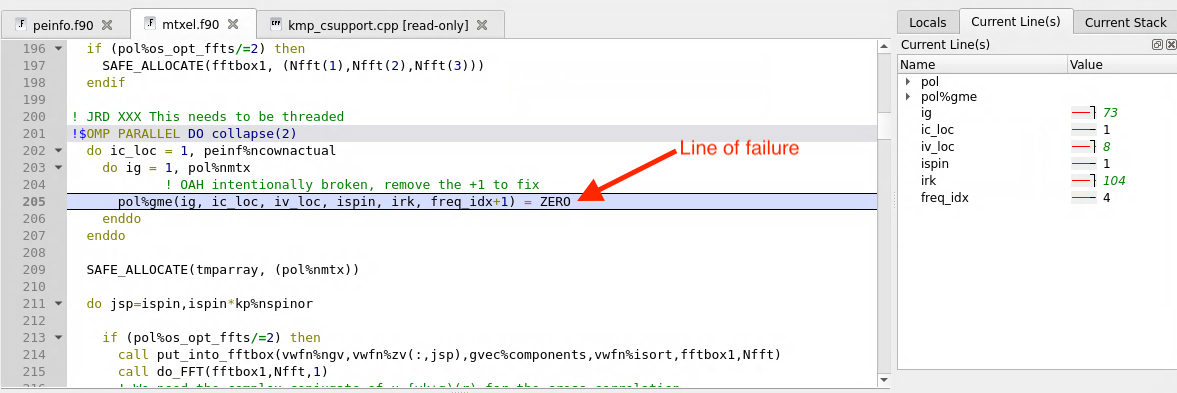 peinfo.f90
mtxel.f90
kmp_csupport.cpp [read-only]
196 if (pol%os_opt_ffts/=2) then
197 SAFE_ALLOCATE(fftbox1, (Nfft(1),Nfft(2),Nfft(3)))
198 endif
199
200 ! JRD XXX This needs to be threaded
201 !$OMP PARALLEL DO collapse(2)
202 do ic_loc = 1, peinf%ncownactual
203 do ig = 1, pol%nmtx
204 ! OAH intentionally broken, remove the +1 to fix
205 pol%gme(ig, ic_loc, iv_loc, ispin, irk, freq_idx+1) = ZERO
206 enddo
207 enddo
208
209 SAFE_ALLOCATE(tmparray, (pol%nmtx))
210
211 do jsp=ispin,ispin*kp%nspinor
212
213 if (pol%os_opt_ffts/=2) then
214 call put_into_fftbox(vwfn%ngv,vwfn%zv(:,jsp),gvec%components,vwfn%isort,fftbox1,Nfft)
215 call do_FFT(fftbox1,Nfft,1)
Line of failure
Locals
Current Line(s)
Current Stack
Current Line(s)
Name Value
pol
pol%gme
ig 73
ic_loc 1
iv_loc 8
ispin 1
irk 104
freq_idx 4